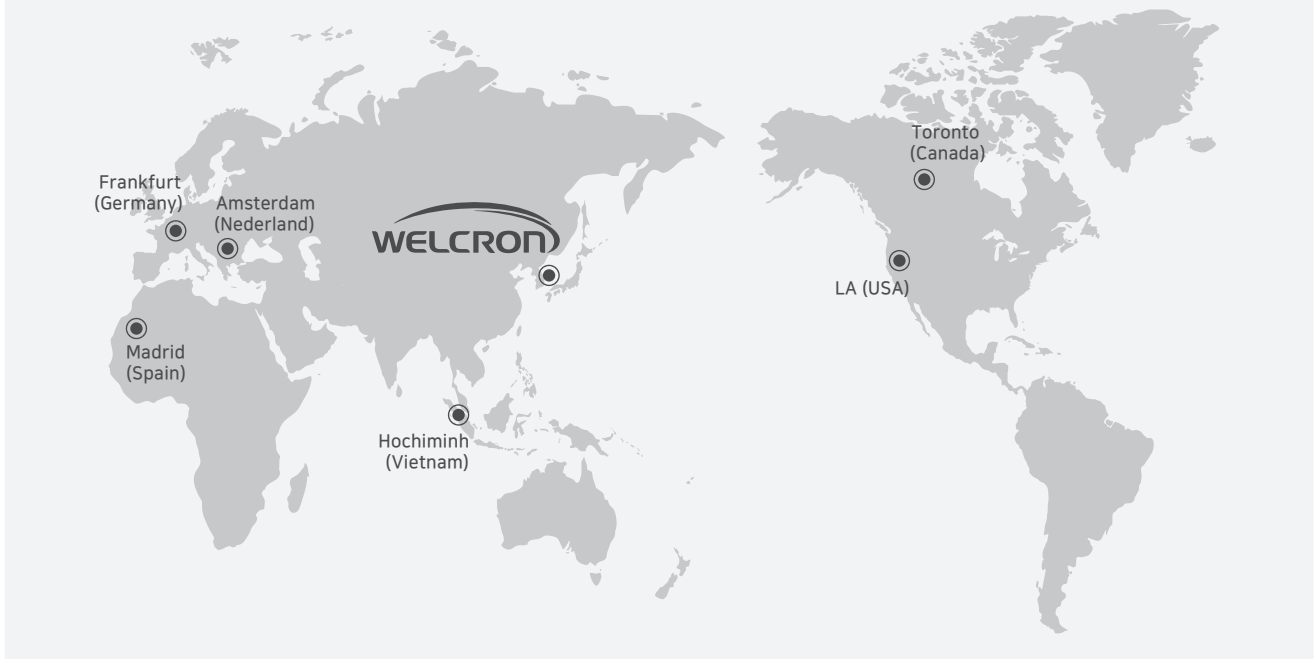 Toronto
(Canada)
Frankfurt
(Germany)
Amsterdam
(Nederland)
WELCRON
LA (USA)
Madrid
(Spain)
Hochiminh
(Vietnam)